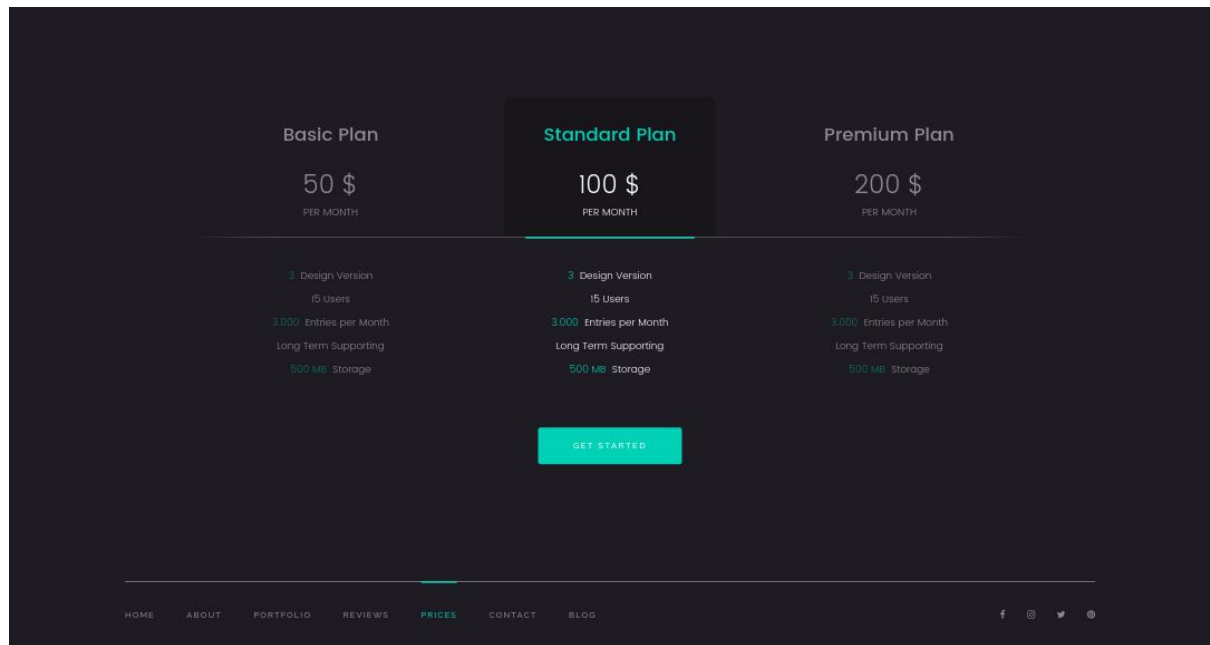 Basic Plan
50 $
PER MONTH
3 Design Version
15 Users
3.000 Entries per Month
Long Term Supporting
500 MB Storage
Standard Plan
100 $
PER MONTH
3 Design Version
15 Users
3.000 Entries per Month
Long Term Supporting
500 MB Storage
GET STARTED
Premium Plan
200 $
PER MONTH
3 Design Version
15 Users
3.000 Entries per Month
Long Term Supporting
500 MB Storage
HOME ABOUT PORTFOLIO REVIEWS PRICES CONTACT BLOG